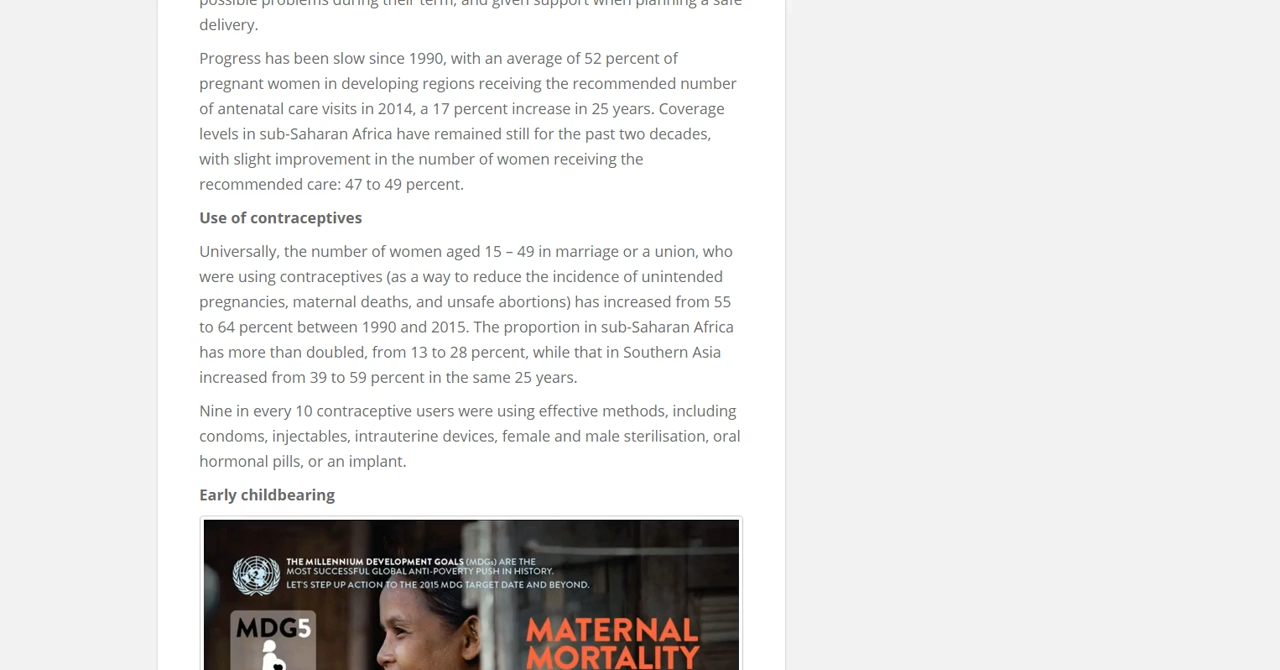 possible problems during their term, and given support when planning a safe
delivery.
Progress has been slow since 1990, with an average of 52 percent of
pregnant women in developing regions receiving the recommended number
of antenatal care visits in 2014, a 17 percent increase in 25 years. Coverage
levels in sub-Saharan Africa have remained still for the past two decades,
with slight improvement in the number of women receiving the
recommended care: 47 to 49 percent.
Use of contraceptives
Universally, the number of women aged 15 – 49 in marriage or a union, who
were using contraceptives (as a way to reduce the incidence of unintended
pregnancies, maternal deaths, and unsafe abortions) has increased from 55
to 64 percent between 1990 and 2015. The proportion in sub-Saharan Africa
has more than doubled, from 13 to 28 percent, while that in Southern Asia
increased from 39 to 59 percent in the same 25 years.
Nine in every 10 contraceptive users were using effective methods, including
condoms, injectables, intrauterine devices, female and male sterilisation, oral
hormonal pills, or an implant.
Early childbearing
THE MILLENNIUM DEVELOPMENT GOALS (MDGs) ARE THE
MOST SUCCESSFUL GLOBAL ANTI-POVERTY PUSH IN HISTORY.
LET'S STEP UP ACTION TO THE 2015 MDG TARGET DATE AND BEYOND.
MDG5
MATERNAL
MORTALITY